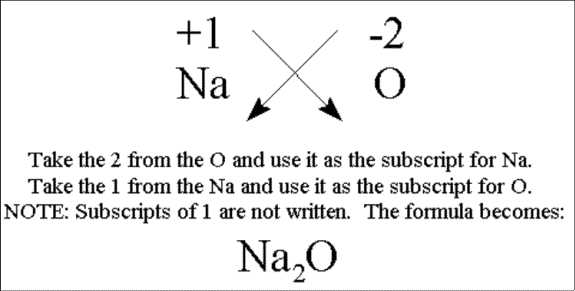 +1 -2
Na O
Take the 2 from the O and use it as the subscript for Na.
Take the 1 from the Na and use it as the subscript for O.
NOTE: Subscripts of 1 are not written. The formula becomes:
Na₂O